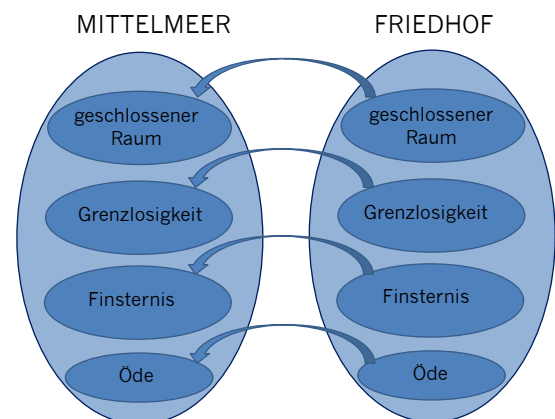 MITTELMEER
FRIEDHOF
geschlossener
Raum
geschlossener
Raum
Grenzlosigkeit
Grenzlosigkeit
Finsternis
Finsternis
Öde
Öde